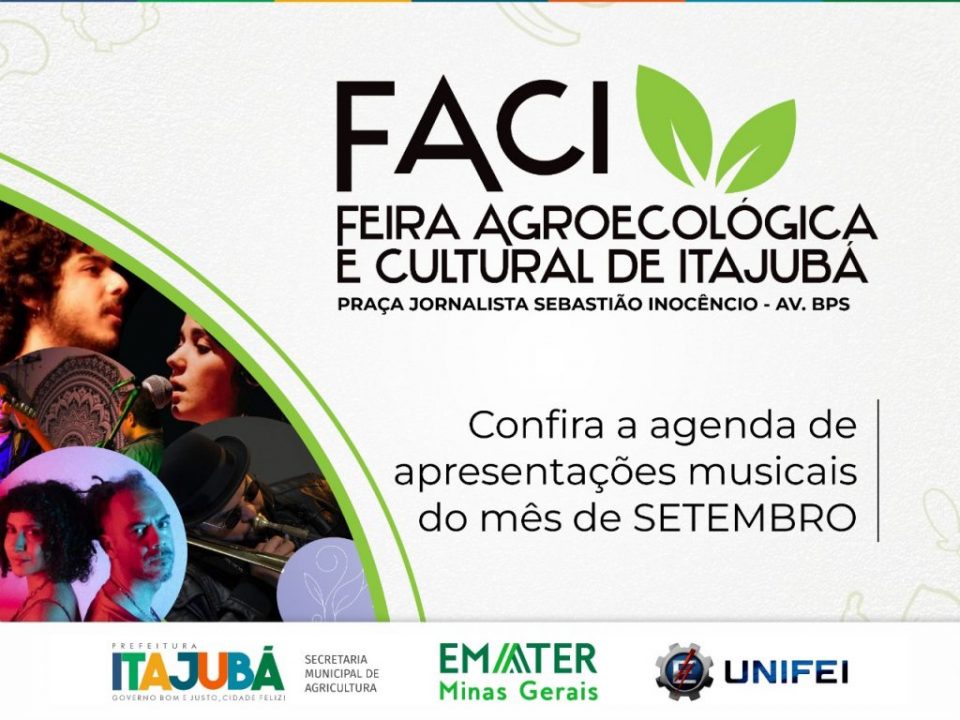 FACI
FEIRA AGROECOLÓGICA
E CULTURAL DE ITAJUBÁ
PRAÇA JORNALISTA SEBASTIÃO INOCÊNCIO - AV. BPS
Confira a agenda de
apresentações musicais
do mês de SETEMBRO
PREFEITURA
ITAJUBÁ
GOVERNO BOM E JUSTO, CIDADE FELIZ!
SECRETARIA
MUNICIPAL DE
AGRICULTURA
EMATER
Minas Gerais
UNIFEI